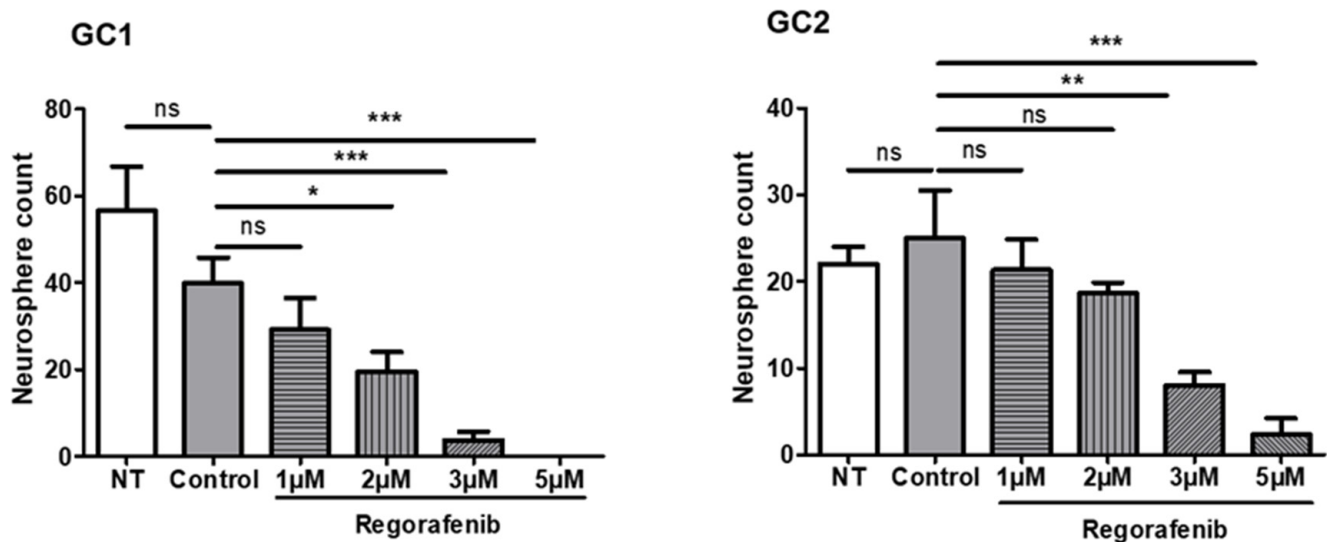 GC1
ns
***
***
*
ns
80
60
40
20
0
Neurosphere count
NT Control 1µM 2µM 3µM 5µM
Regorafenib
GC2
***
**
ns
ns ns
40
30
20
10
0
Neurosphere count
NT Control 1µM 2µM 3µM 5µM
Regorafenib